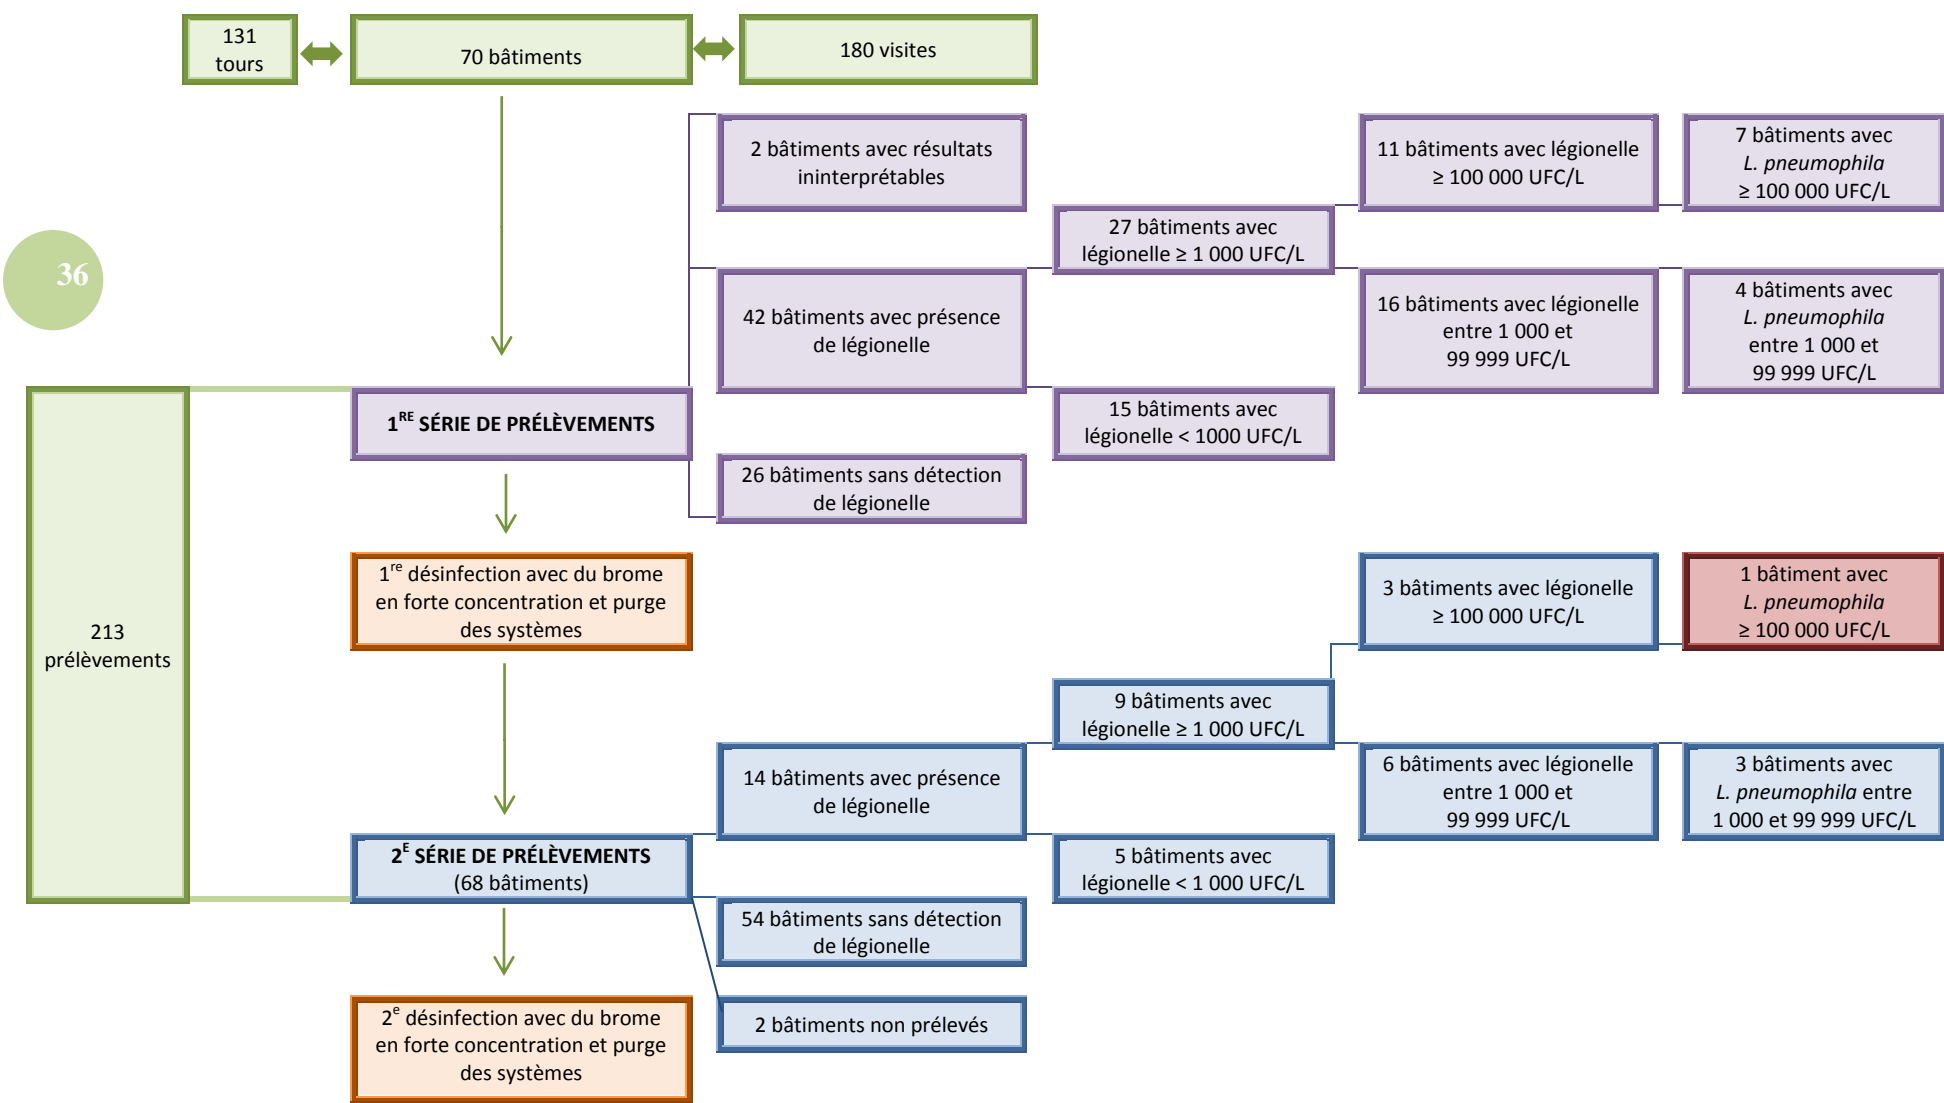 131
tours
70 bâtiments
180 visites
2 bâtiments avec résultats
ininterprétables
11 bâtiments avec légionelle
≥ 100 000 UFC/L
7 bâtiments avec
L. pneumophila
≥ 100 000 UFC/L
27 bâtiments avec
légionelle ≥ 1 000 UFC/L
36
42 bâtiments avec présence
de légionelle
16 bâtiments avec légionelle
entre 1 000 et
99 999 UFC/L
4 bâtiments avec
L. pneumophila
entre 1 000 et
99 999 UFC/L
1RE SÉRIE DE PRÉLÈVEMENTS
15 bâtiments avec
légionelle < 1000 UFC/L
26 bâtiments sans détection
de légionelle
1re désinfection avec du brome
en forte concentration et purge
des systèmes
3 bâtiments avec légionelle
≥ 100 000 UFC/L
1 bâtiment avec
L. pneumophila
≥ 100 000 UFC/L
213
prélèvements
9 bâtiments avec
légionelle ≥ 1 000 UFC/L
14 bâtiments avec présence
de légionelle
6 bâtiments avec légionelle
entre 1 000 et
99 999 UFC/L
3 bâtiments avec
L. pneumophila entre
1 000 et 99 999 UFC/L
2E SÉRIE DE PRÉLÈVEMENTS
(68 bâtiments)
5 bâtiments avec
légionelle < 1 000 UFC/L
54 bâtiments sans détection
de légionelle
2e désinfection avec du brome
en forte concentration et purge
des systèmes
2 bâtiments non prélevés